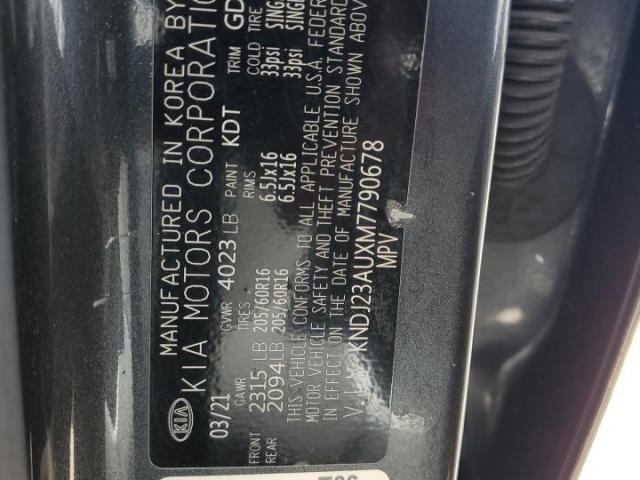 KIA
MANUFACTURED IN KOREA BY
KIA MOTORS CORPORATION
03/21 GVWR 4023 LB PAINT KDT TRIM GD
GAWR TIRES RIMS COLD TIRE
FRONT 2315 LB 205/60R16 6.5Jx16 33psi SING
REAR 2094 LB 205/60R16 6.5Jx16 33psi SING
THIS VEHICLE CONFORMS TO ALL APPLICABLE U.S.A. FEDER
MOTOR VEHICLE SAFETY AND THEFT PREVENTION STANDARD
IN EFFECT ON THE DATE OF MANUFACTURE SHOWN ABOVE
KNDJ23AUXM7790678
MPV